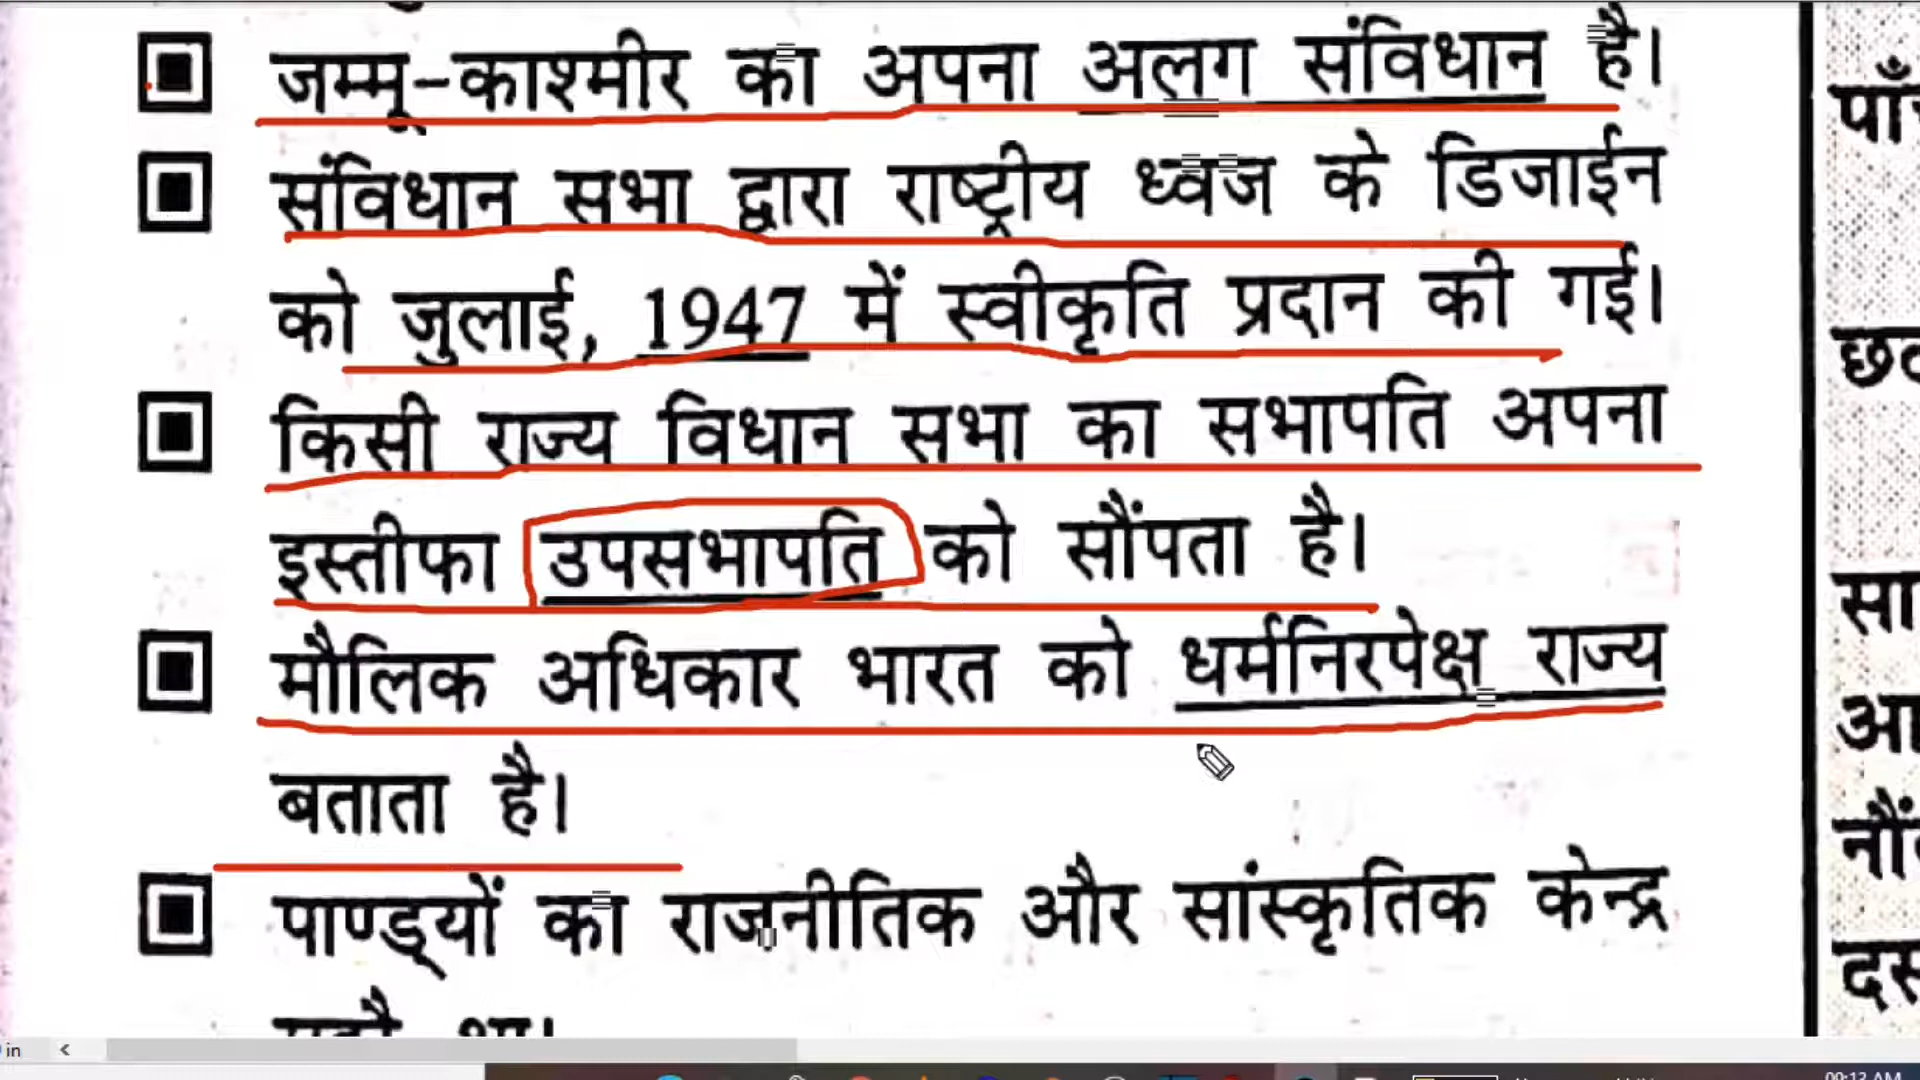 जम्मू-काश्मीर का अपना अलग संविधान है।
संविधान सभा द्वारा राष्ट्रीय ध्वज के डिजाईन
को जुलाई, 1947 में स्वीकृति प्रदान की गई।
किसी राज्य विधान सभा का सभापति अपना
इस्तीफा उपसभापति को सौंपता है।
मौलिक अधिकार भारत को धर्मनिरपेक्ष राज्य
बताता है।
पाण्ड्यों का राजनीतिक और सांस्कृतिक केन्द्र
in